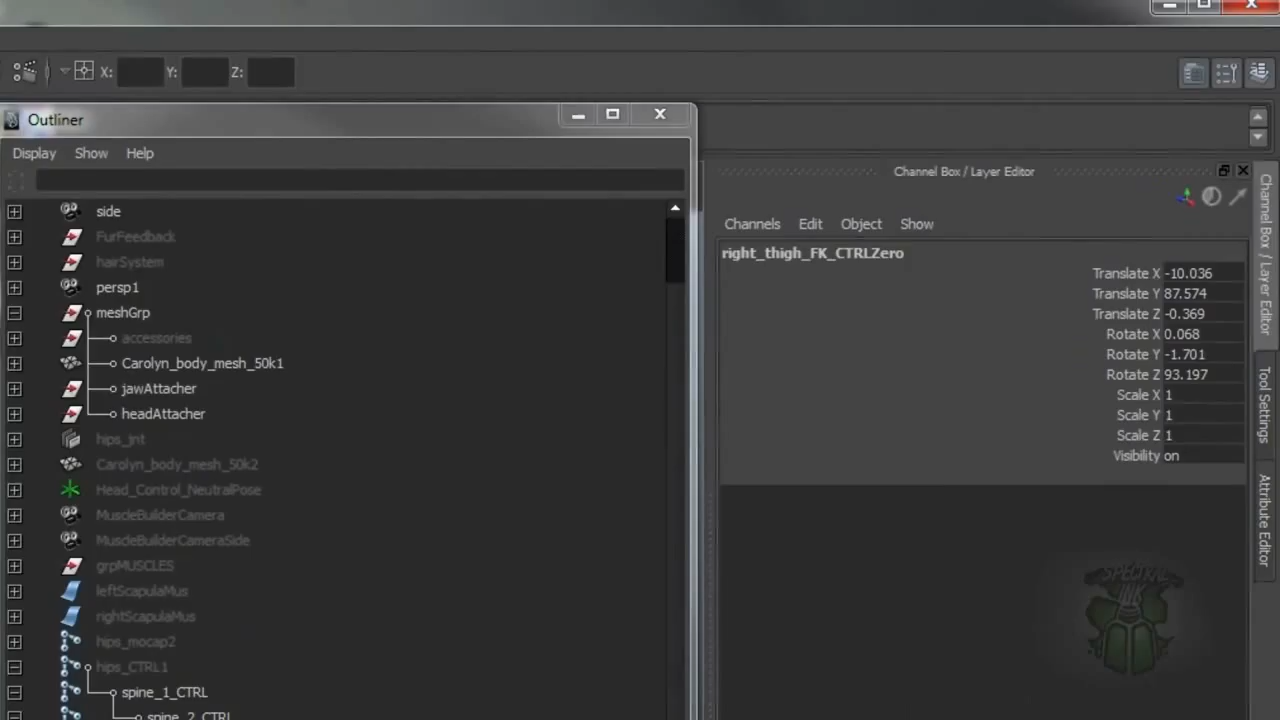 X:
Y:
Z:
Outliner
Display Show Help
side
FurFeedback
hairSystem
persp1
meshGrp
accessories
Carolyn_body_mesh_50k1
jawAttacher
headAttacher
hips_jnt
Carolyn_body_mesh_50k2
Head_Control_NeutralPose
MuscleBuilderCamera
MuscleBuilderCameraSide
grpMUSCLES
leftScapulaMus
rightScapulaMus
hips_mocap2
hips_CTRL1
spine_1_CTRL
spine_2_CTRL
Channel Box / Layer Editor
Channels Edit Object Show
right_thigh_FK_CTRLZero
Translate X -10.036
Translate Y 87.574
Translate Z -0.369
Rotate X 0.068
Rotate Y -1.701
Rotate Z 93.197
Scale X 1
Scale Y 1
Scale Z 1
Visibility on
Channel Box / Layer Editor
Tool Settings
Attribute Editor
SPECTRAL